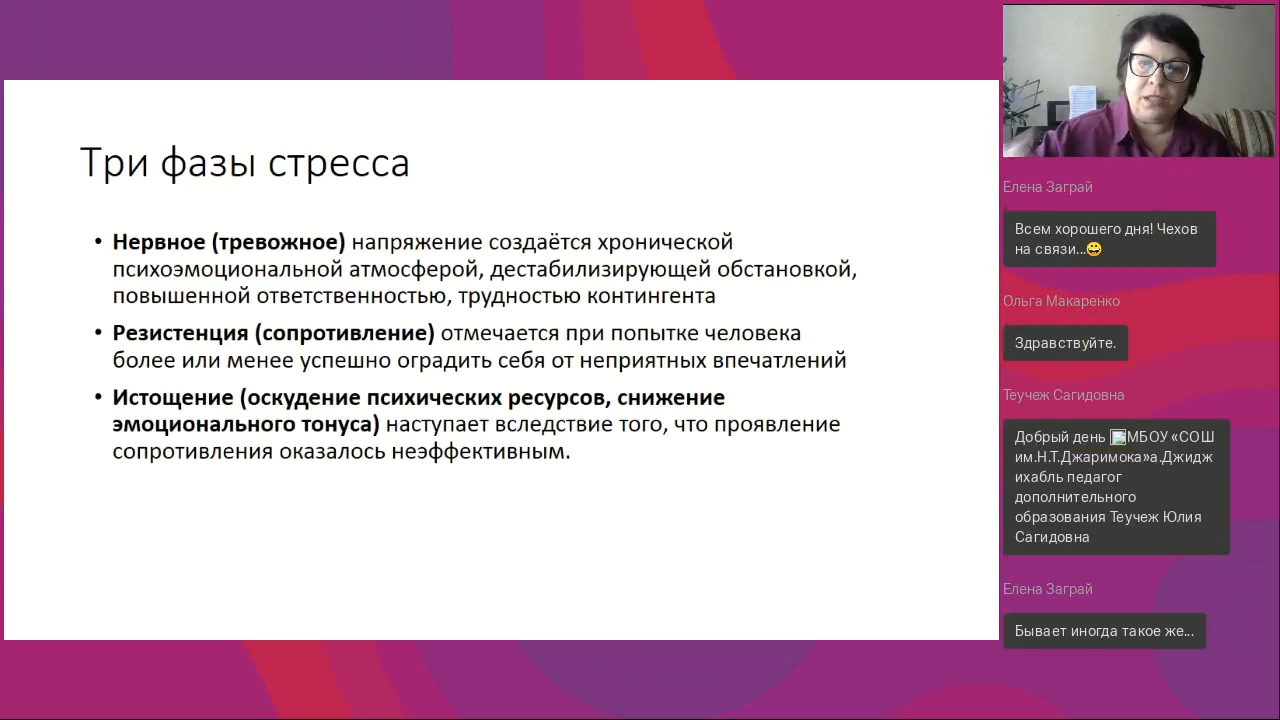 Три фазы стресса
• Нервное (тревожное) напряжение создаётся хронической
психоэмоциональной атмосферой, дестабилизирующей обстановкой,
повышенной ответственностью, трудностью контингента
• Резистенция (сопротивление) отмечается при попытке человека
более или менее успешно оградить себя от неприятных впечатлений
• Истощение (оскудение психических ресурсов, снижение
эмоционального тонуса) наступает вследствие того, что проявление
сопротивления оказалось неэффективным.
Елена Заграй
Всем хорошего дня! Чехов
на связи...😀
Ольга Макаренко
Здравствуйте.
Теучеж Сагидовна
Добрый день МБОУ «СОШ
им.Н.Т.Джаримока»а.Джидж
ихабль педагог
дополнительного
образования Теучеж Юлия
Сагидовна
Елена Заграй
Бывает иногда такое же...